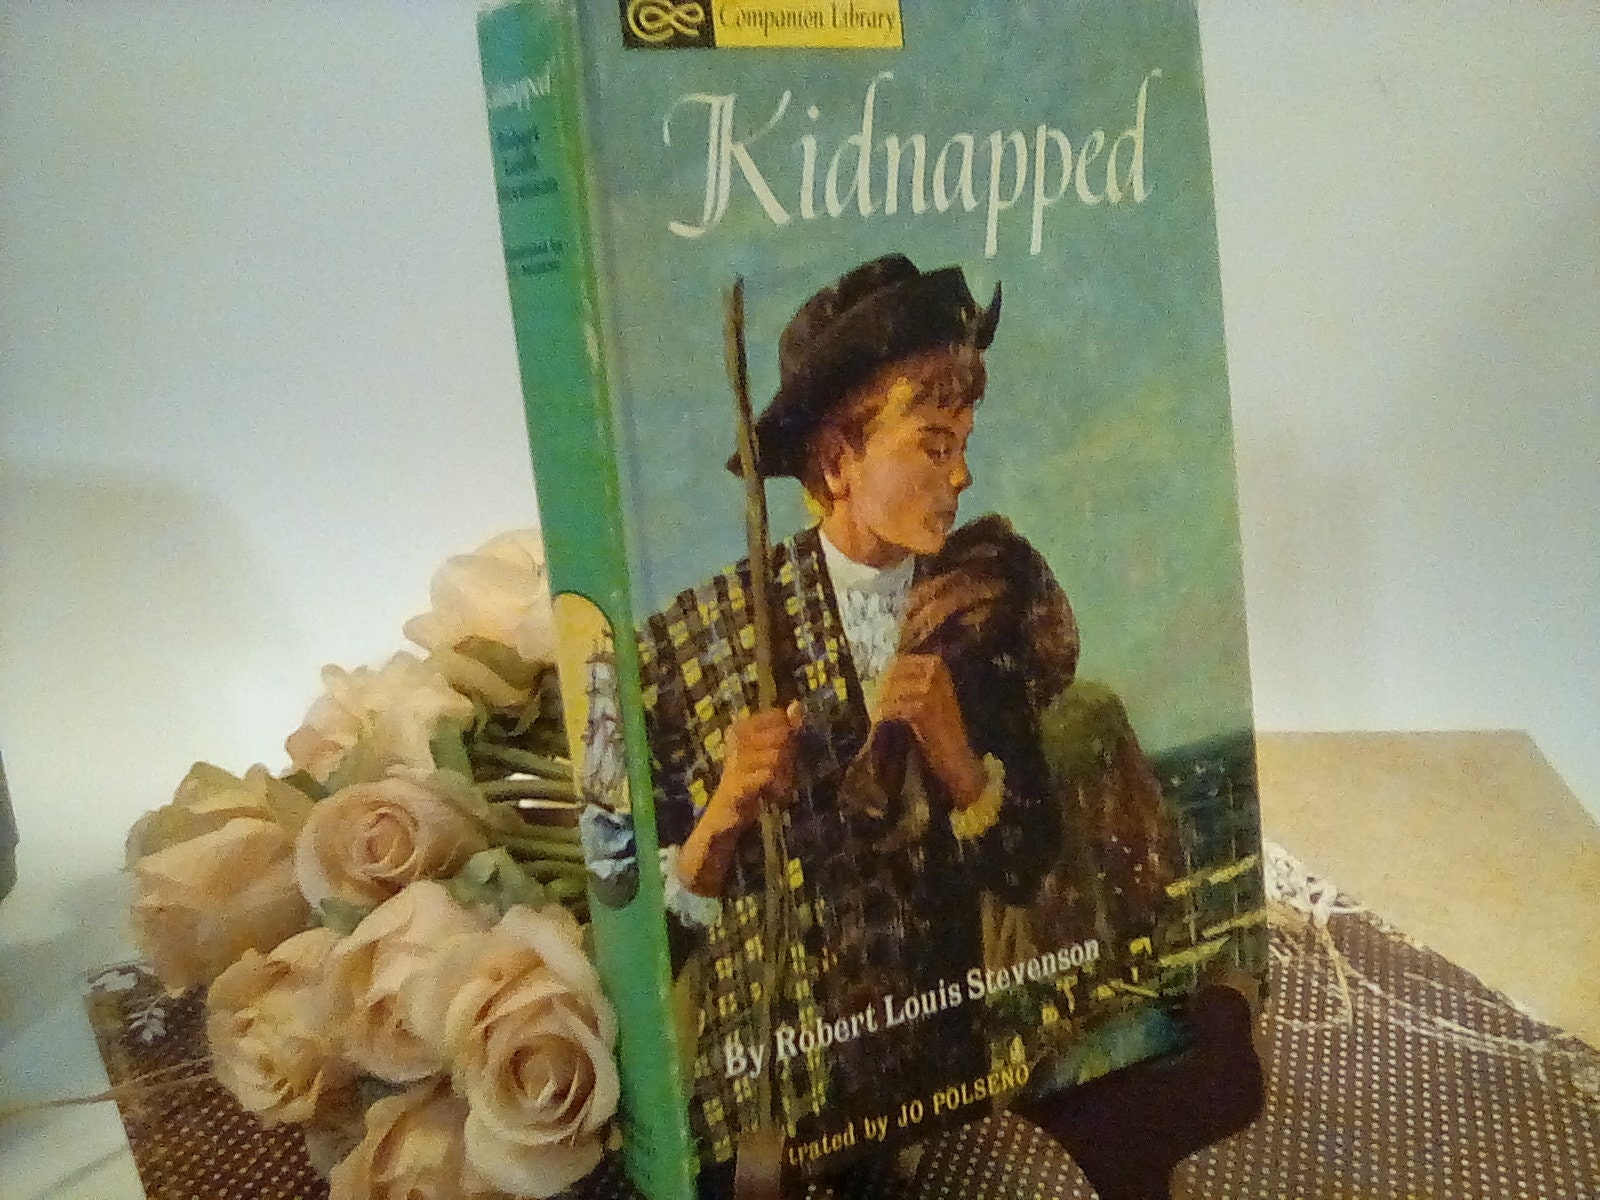 Companion Library
Kidnapped
By Robert Louis Stevenson
trated by JO POLSENO